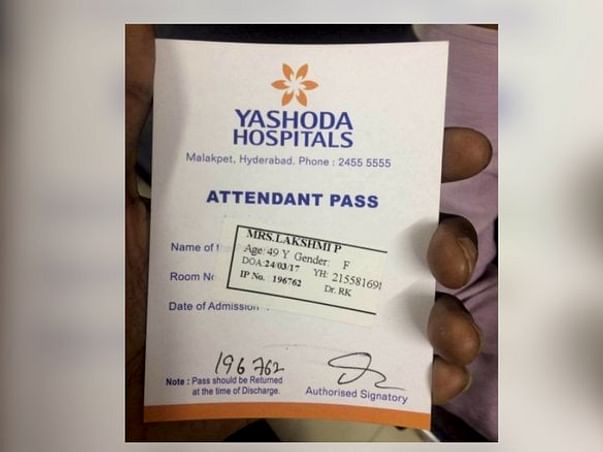 YASHODA
HOSPITALS
Malakpet, Hyderabad. Phone : 2455 5555
ATTENDANT PASS
Name of
MRS.LAKSHMI P
Age: 49 Y Gender: F
DOA:24/03/17 YH: 21558169
Room
IP No. 196762 Dr. RK
Date of Admission
196762
Note : Pass should be Returned
at the time of Discharge.
Authorised Signatory